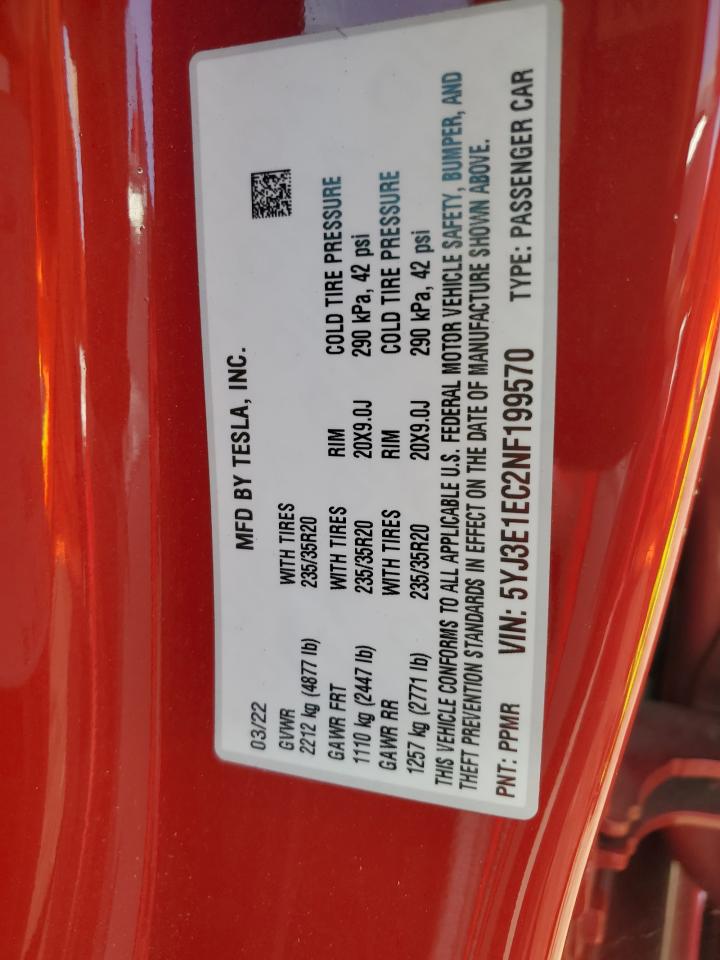 MFD BY TESLA, INC.
03/22
GVWR WITH TIRES
2212 kg (4877 lb) 235/35R20
GAWR FRT WITH TIRES RIM COLD TIRE PRESSURE
1110 kg (2447 lb) 235/35R20 20X9.0J 290 kPa, 42 psi
GAWR RR WITH TIRES RIM COLD TIRE PRESSURE
1257 kg (2771 lb) 235/35R20 20X9.0J 290 kPa, 42 psi
THIS VEHICLE CONFORMS TO ALL APPLICABLE U.S. FEDERAL MOTOR VEHICLE SAFETY, BUMPER, AND
THEFT PREVENTION STANDARDS IN EFFECT ON THE DATE OF MANUFACTURE SHOWN ABOVE.
PNT: PPMR VIN: 5YJ3E1EC2NF199570 TYPE: PASSENGER CAR